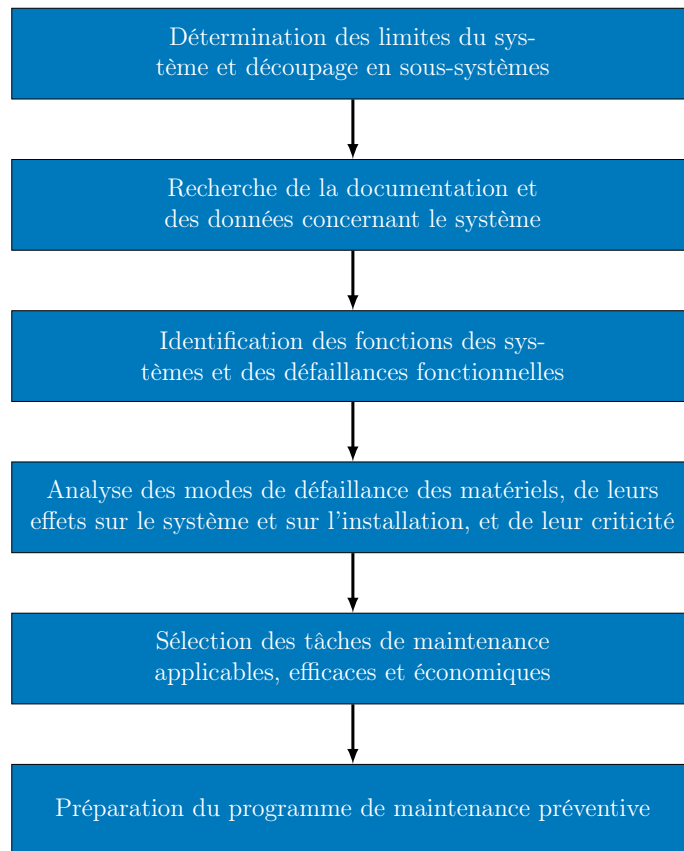 Détermination des limites du sys-
tème et découpage en sous-systèmes
Recherche de la documentation et
des données concernant le système
Identification des fonctions des sys-
tèmes et des défaillances fonctionnelles
Analyse des modes de défaillance des matériels, de leurs
effets sur le système et sur l'installation, et de leur criticité
Sélection des tâches de maintenance
applicables, efficaces et économiques
Préparation du programme de maintenance préventive